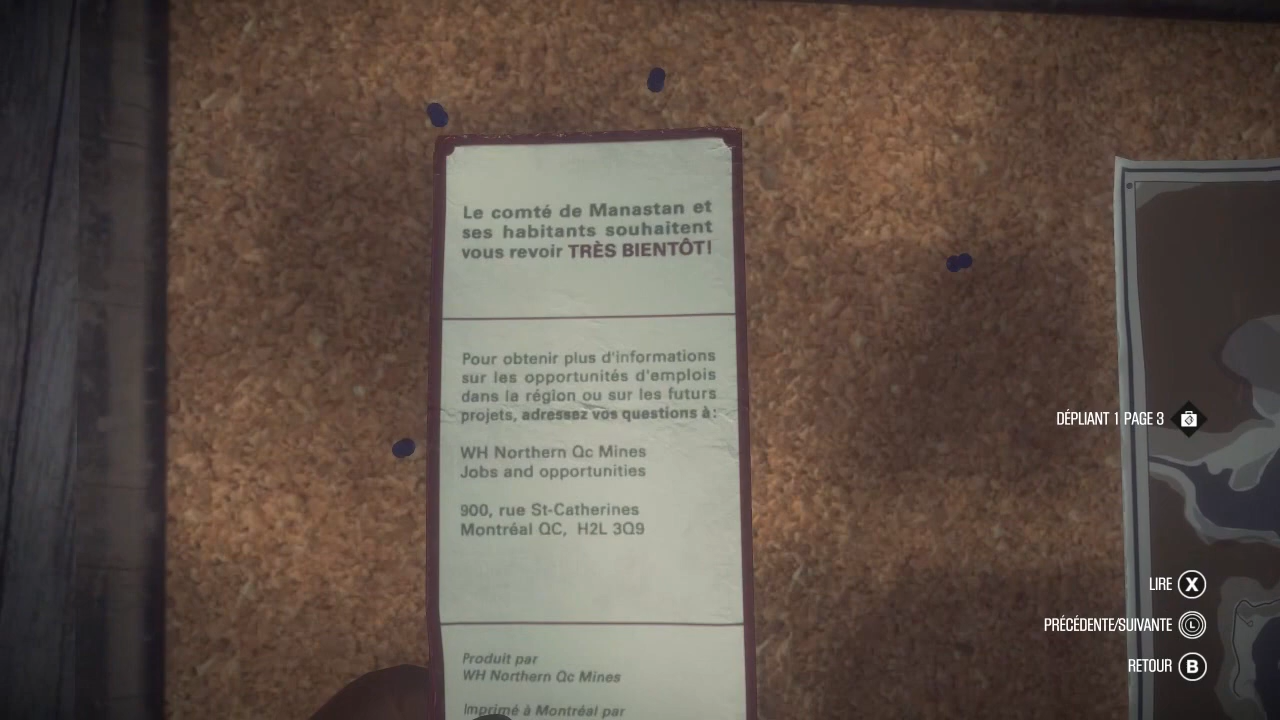 Le comté de Manastan et
ses habitants souhaitent
vous revoir TRÈS BIENTÔT!
Pour obtenir plus d'informations
sur les opportunités d'emplois
dans la région ou sur les futurs
projets, adressez vos questions à :
WH Northern Qc Mines
Jobs and opportunities
900, rue St-Catherines
Montréal QC, H2L 3Q9
Produit par
WH Northern Qc Mines
Imprimé à Montréal par
DÉPLIANT 1 PAGE 3
LIRE X
PRÉCÉDENTE/SUIVANTE L
RETOUR B